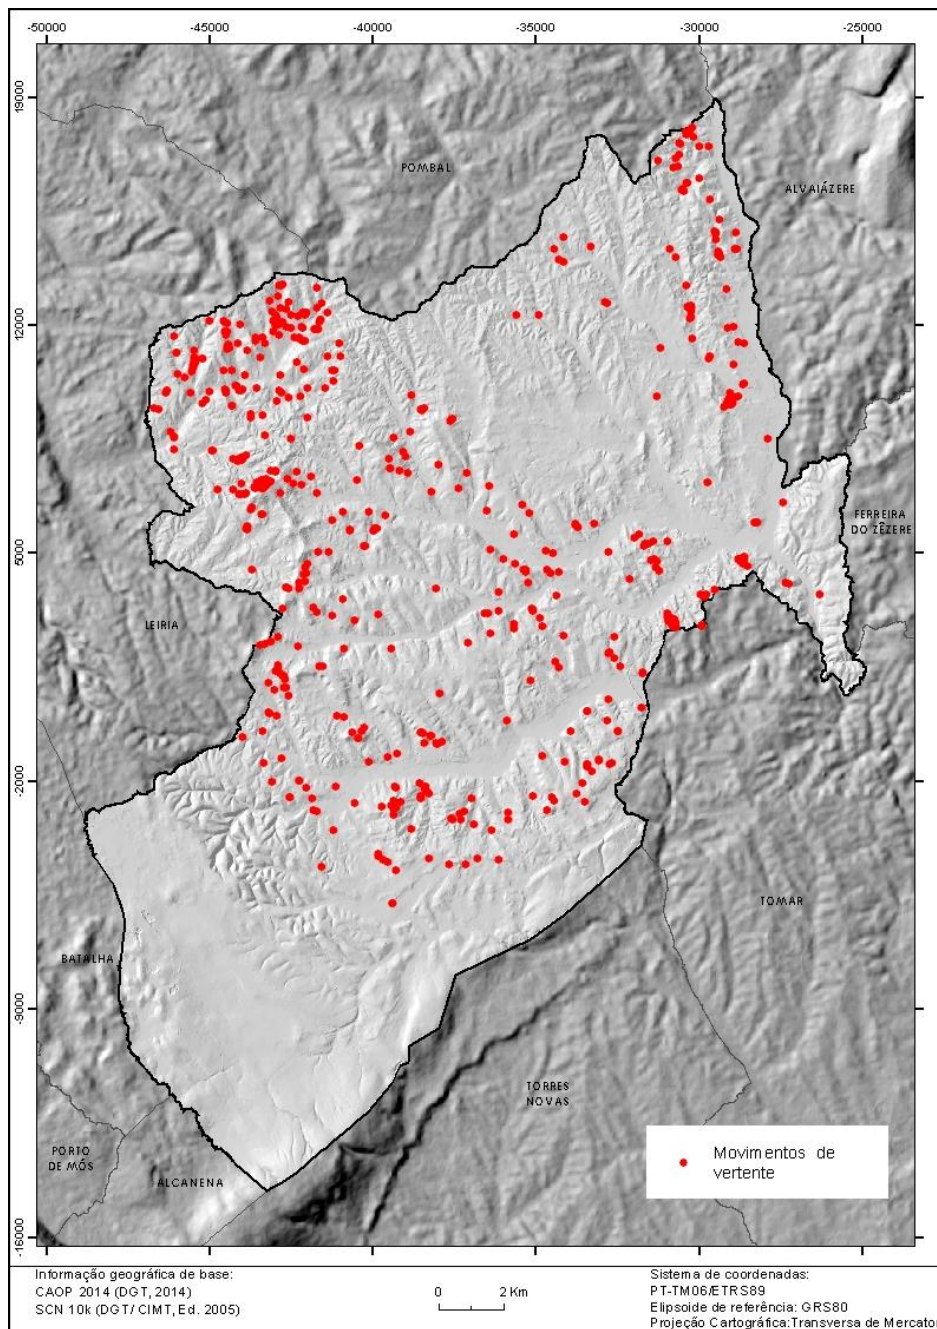 -50000 -45000 -40000 -35000 -30000 -25000
19000
POMBAL
ALVAIÁZERE
12000
FERREIRA
DO ZÊZERE
5000
LEIRIA
-2000
TOMAR
BATALHA
-9000
TORRES
NOVAS
Movimentos de
vertente
PORTO
DE MÓS
ALCANENA
-16000
Informação geográfica de base:
CAOP 2014 (DGT, 2014)
SCN 10k (DGT/ CIMT, Ed. 2005)
0 2 Km
Sistema de coordenadas:
PT-TM06/ETRS89
Elipsoide de referência: GRS80
Projeção Cartográfica:Transversa de Mercator